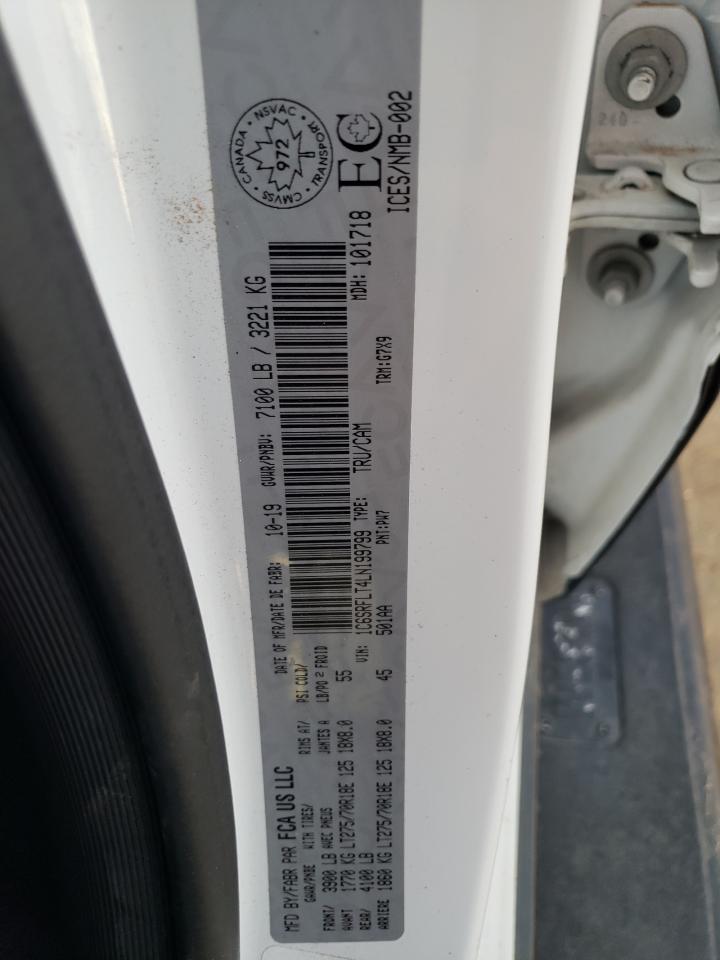 MFD BY/FABR PAR FCA US LLC
DATE OF MFR/DATE DE FABR: 10-19 GVWR/PNBV: 7100 LB / 3221 KG
GAWR/PNBE WITH TIRES/ RIMS AT/ PSI COLD/
AVEC PNEUS JANTES A LB/PO 2 FROID
FRONT/ 3900 LB
AVANT 1770 KG LT275/70R18E 125 18X8.0 55
REAR/ 4100 LB
ARRIERE 1860 KG LT275/70R18E 125 18X8.0 45
VIN: 1C6SRFLT4LN199799 TYPE: TRU/CAM MDH: 101718
501AA PNT:PW7 TRM:G7X9
CANADA • NSVAC • TRANSPORT • CMVSS
972
EC
ICES/NMB-002